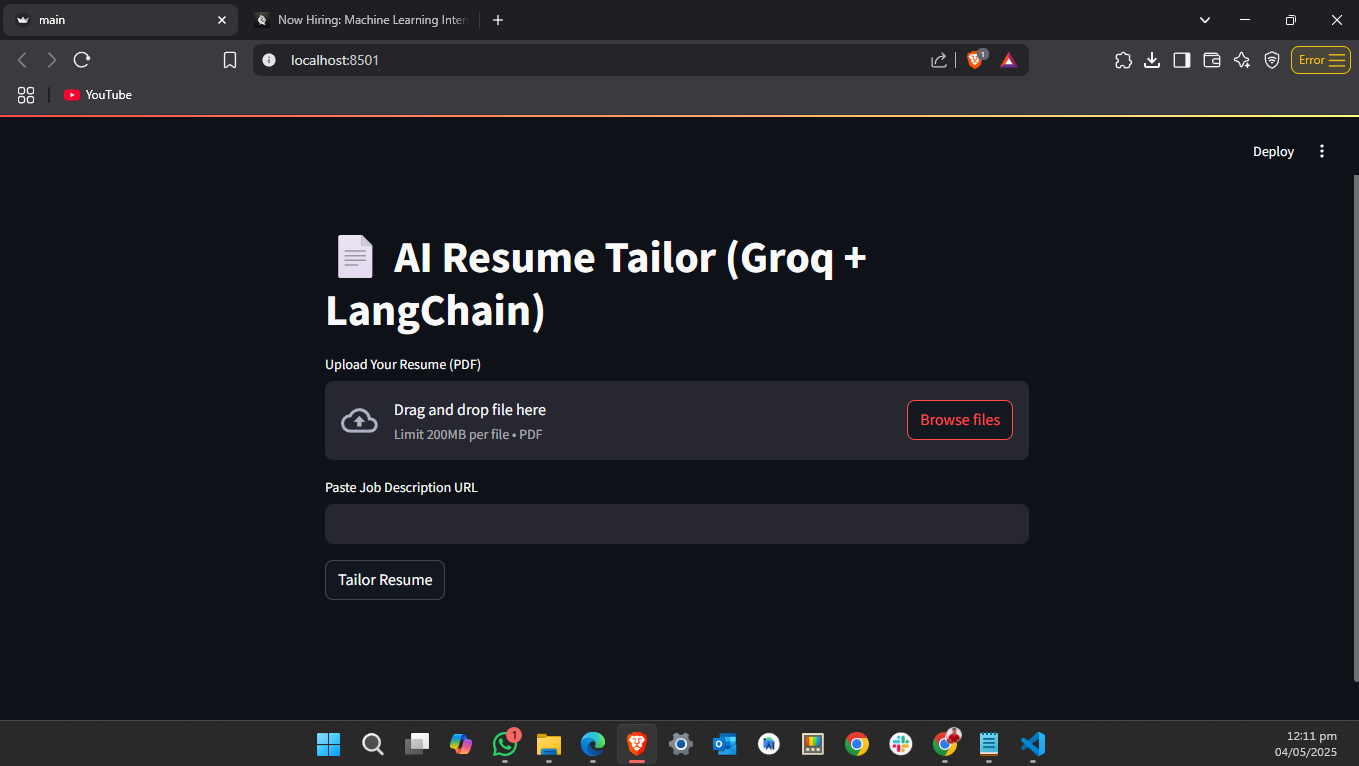 main
Now Hiring: Machine Learning Inter
localhost:8501
1
Error
YouTube
Deploy
AI Resume Tailor (Groq +
LangChain)
Upload Your Resume (PDF)
Drag and drop file here
Limit 200MB per file • PDF
Browse files
Paste Job Description URL
Tailor Resume
1
12:11 pm
04/05/2025